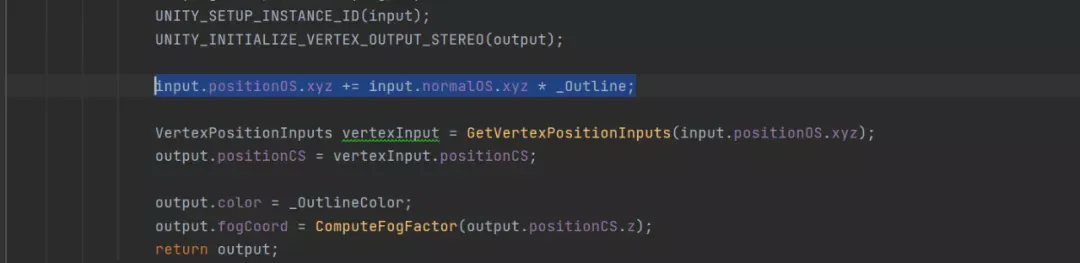 UNITY_SETUP_INSTANCE_ID(input);
UNITY_INITIALIZE_VERTEX_OUTPUT_STEREO(output);
input.positionOS.xyz += input.normalOS.xyz * _Outline;
VertexPositionInputs vertexInput = GetVertexPositionInputs(input.positionOS.xyz);
output.positionCS = vertexInput.positionCS;
output.color = _OutlineColor;
output.fogCoord = ComputeFogFactor(output.positionCS.z);
return output;